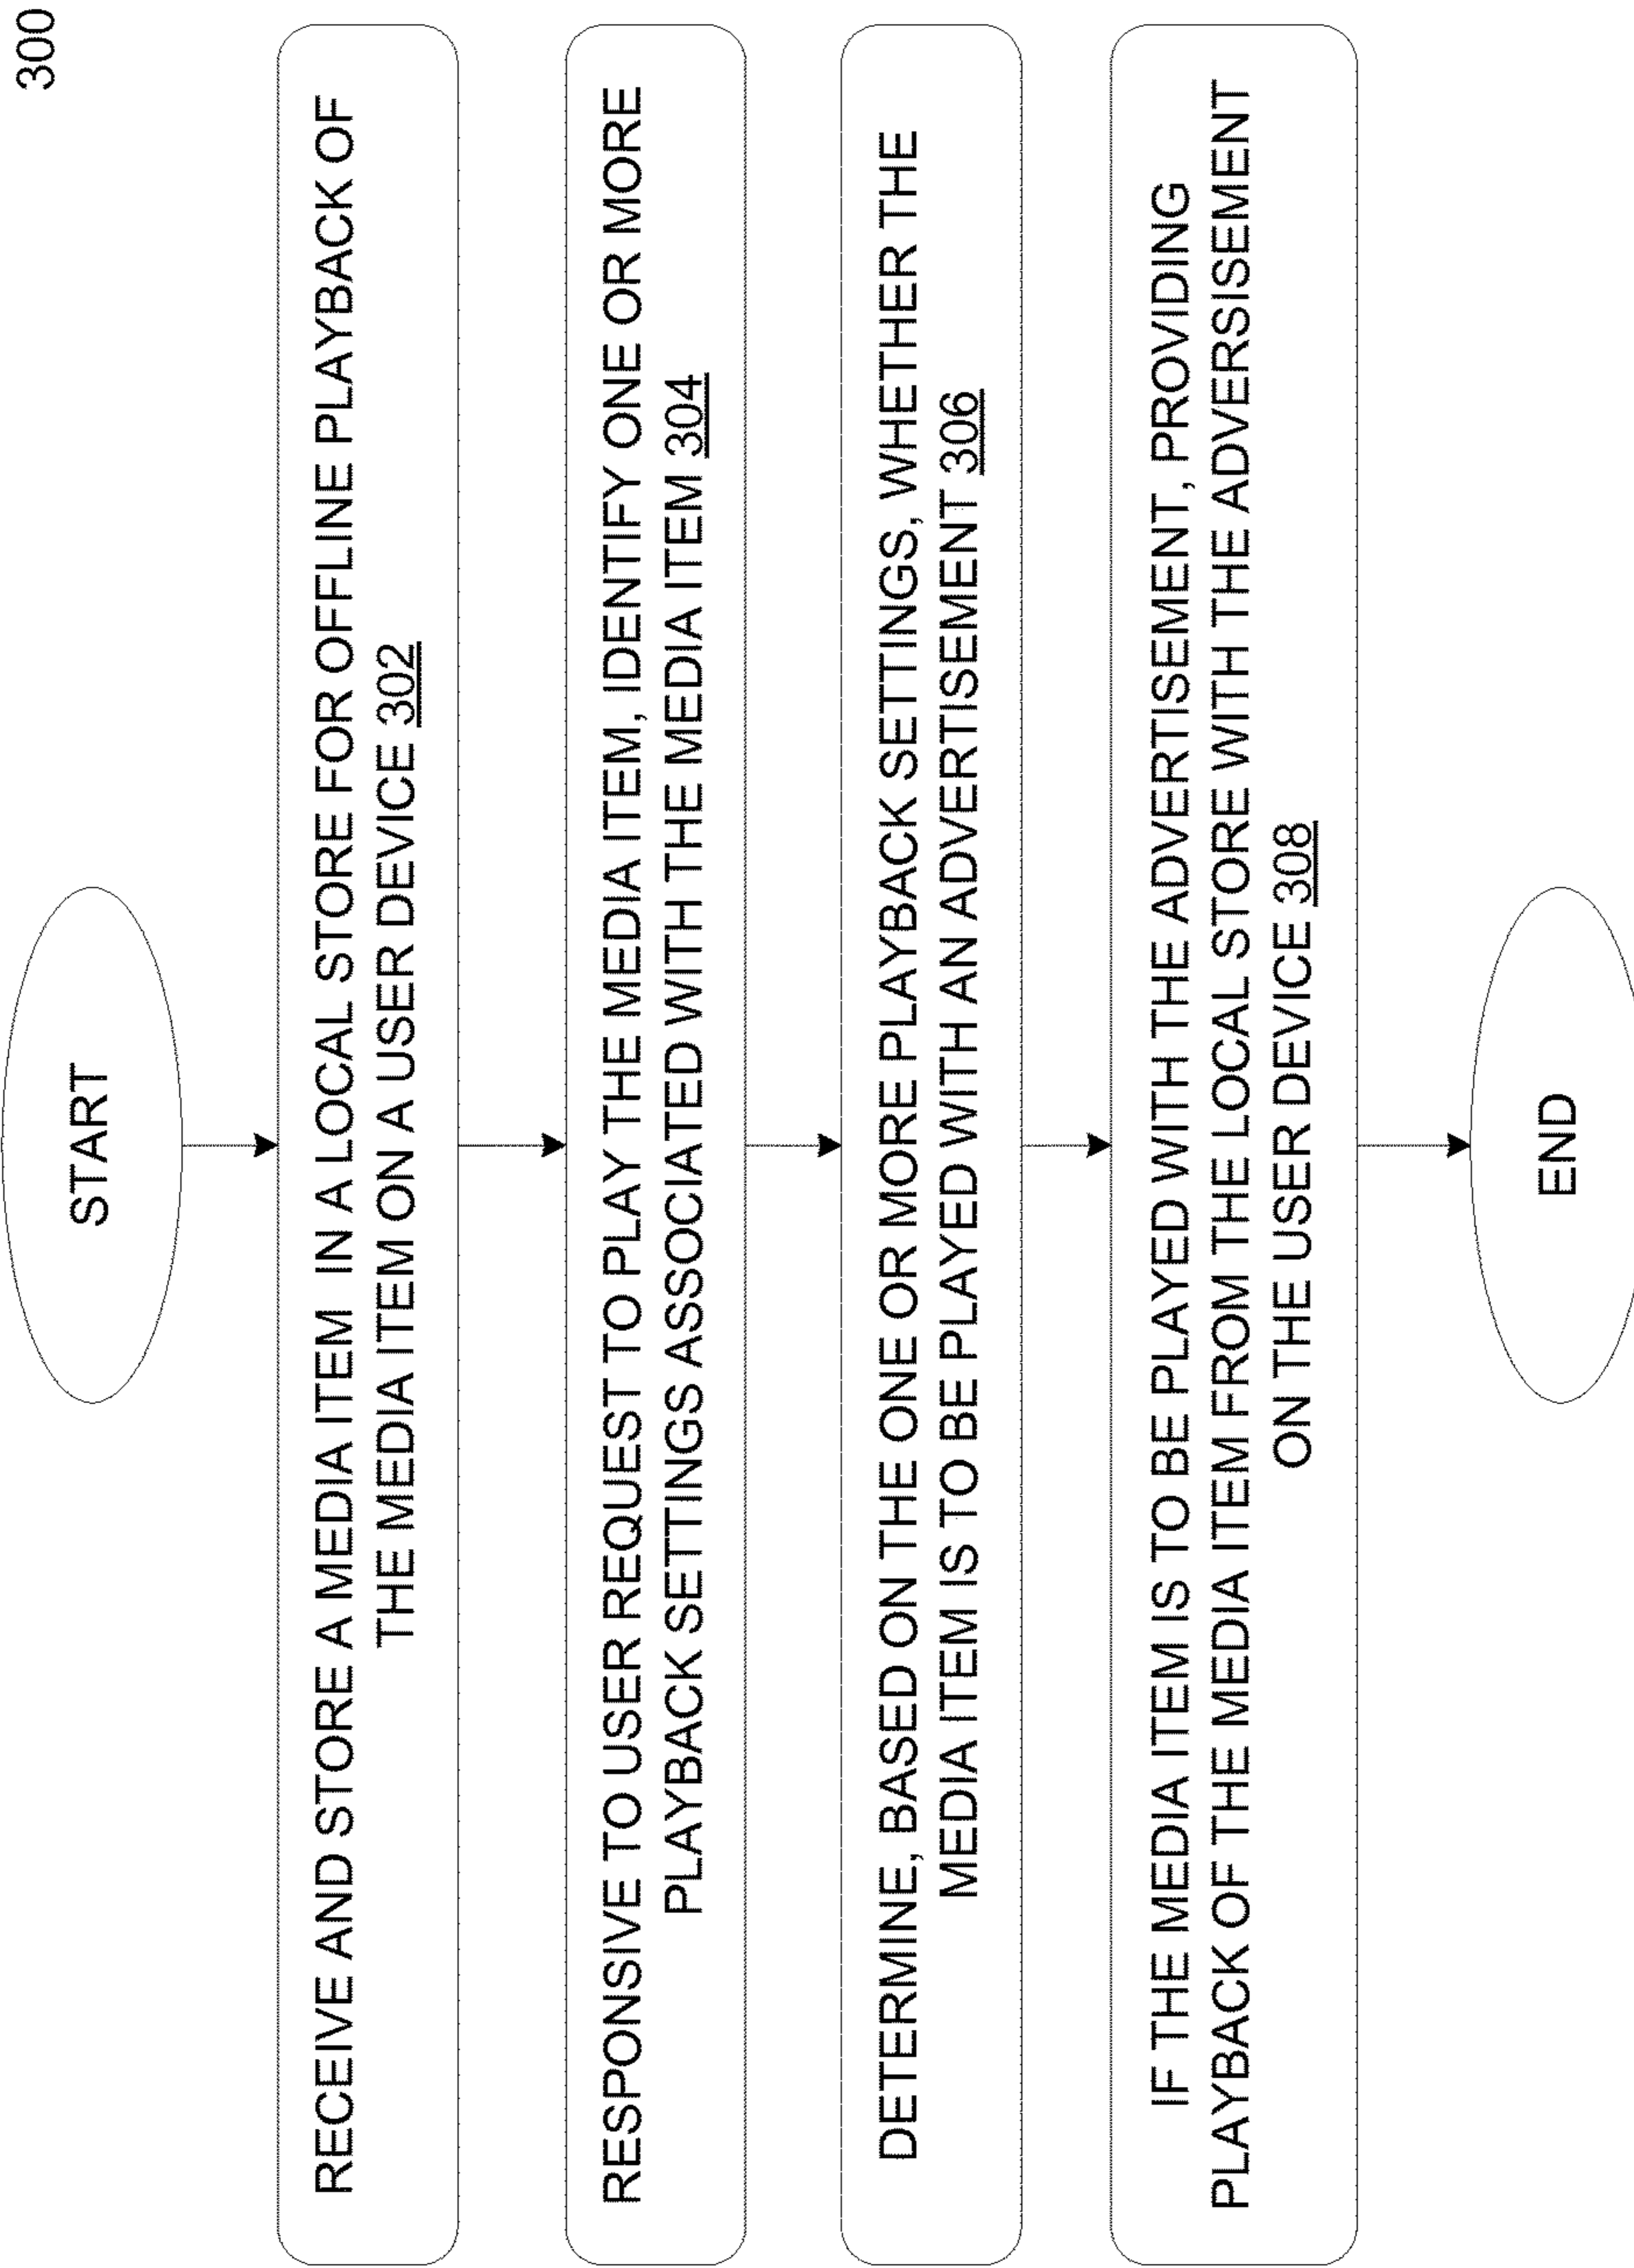 300
START
RECEIVE AND STORE A MEDIA ITEM IN A LOCAL STORE FOR OFFLINE PLAYBACK OF
THE MEDIA ITEM ON A USER DEVICE 302
RESPONSIVE TO USER REQUEST TO PLAY THE MEDIA ITEM, IDENTIFY ONE OR MORE
PLAYBACK SETTINGS ASSOCIATED WITH THE MEDIA ITEM 304
DETERMINE, BASED ON THE ONE OR MORE PLAYBACK SETTINGS, WHETHER THE
MEDIA ITEM IS TO BE PLAYED WITH AN ADVERTISEMENT 306
IF THE MEDIA ITEM IS TO BE PLAYED WITH THE ADVERTISEMENT, PROVIDING
PLAYBACK OF THE MEDIA ITEM FROM THE LOCAL STORE WITH THE ADVERSISEMENT
ON THE USER DEVICE 308
END